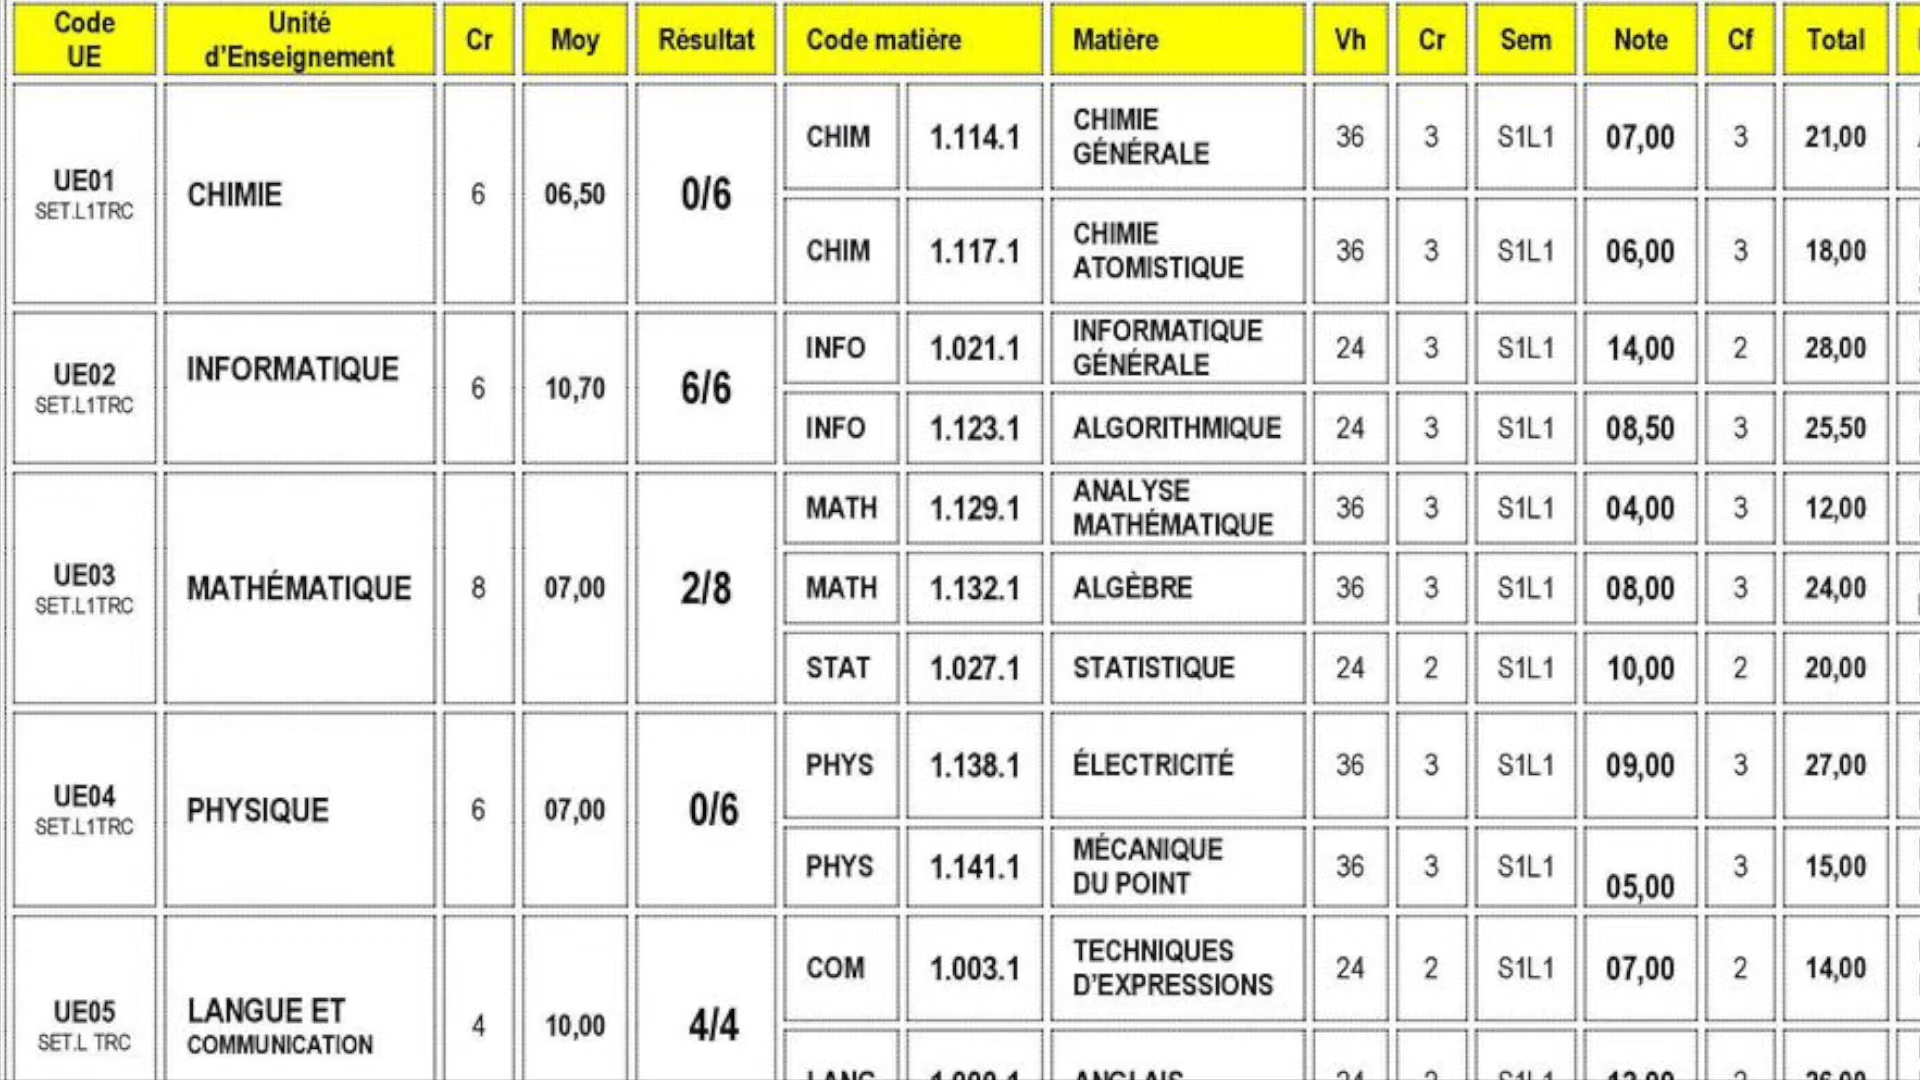 Code UE
Unité d'Enseignement
Cr
Moy
Résultat
Code matière
Matière
Vh
Cr
Sem
Note
Cf
Total
UE01
SET.L1TRC
CHIMIE
6
06,50
0/6
CHIM
1.114.1
CHIMIE
GÉNÉRALE
36
3
S1L1
07,00
3
21,00
CHIM
1.117.1
CHIMIE
ATOMISTIQUE
36
3
S1L1
06,00
3
18,00
UE02
SET.L1TRC
INFORMATIQUE
6
10,70
6/6
INFO
1.021.1
INFORMATIQUE
GÉNÉRALE
24
3
S1L1
14,00
2
28,00
INFO
1.123.1
ALGORITHMIQUE
24
3
S1L1
08,50
3
25,50
UE03
SET.L1TRC
MATHÉMATIQUE
8
07,00
2/8
MATH
1.129.1
ANALYSE
MATHÉMATIQUE
36
3
S1L1
04,00
3
12,00
MATH
1.132.1
ALGÈBRE
36
3
S1L1
08,00
3
24,00
STAT
1.027.1
STATISTIQUE
24
2
S1L1
10,00
2
20,00
UE04
SET.L1TRC
PHYSIQUE
6
07,00
0/6
PHYS
1.138.1
ÉLECTRICITÉ
36
3
S1L1
09,00
3
27,00
PHYS
1.141.1
MÉCANIQUE
DU POINT
36
3
S1L1
05,00
3
15,00
UE05
SET.L TRC
LANGUE ET
COMMUNICATION
4
10,00
4/4
COM
1.003.1
TECHNIQUES
D'EXPRESSIONS
24
2
S1L1
07,00
2
14,00
LANG
ANGLAIS
24
2
S1L1